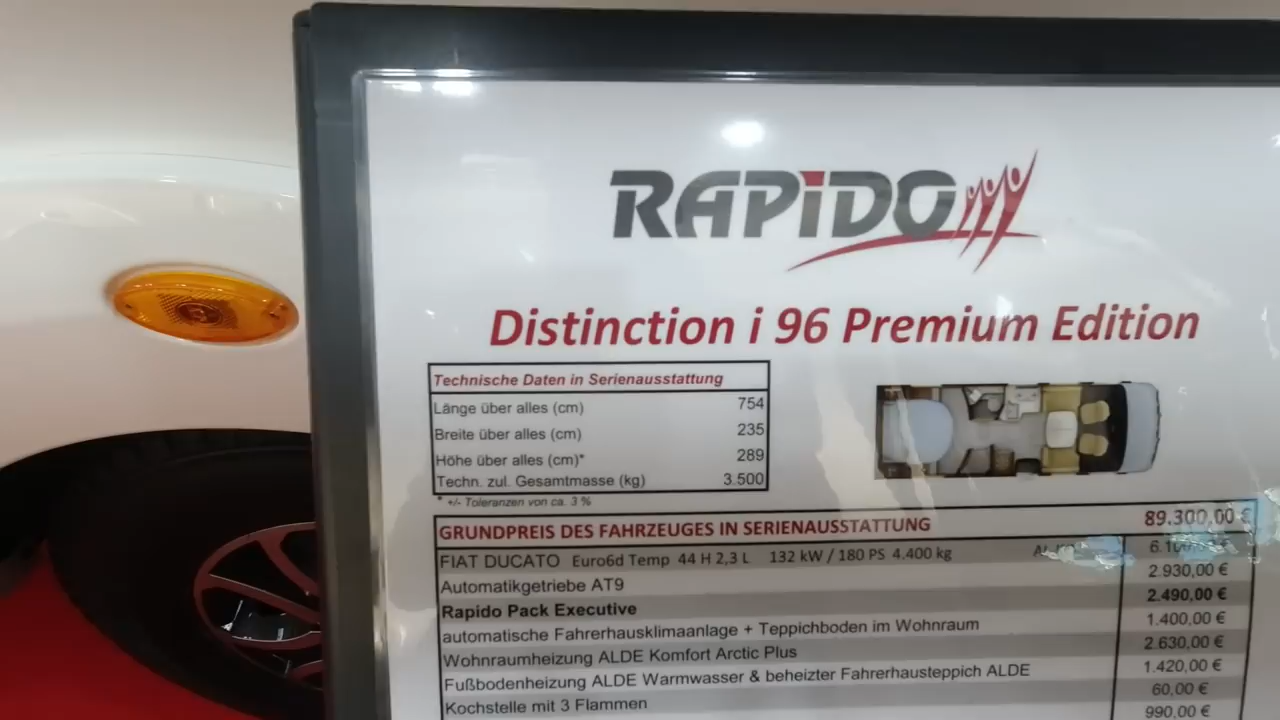 RAPIDO
Distinction i 96 Premium Edition
Technische Daten in Serienausstattung
Länge über alles (cm) 754
Breite über alles (cm) 235
Höhe über alles (cm)* 289
Techn. zul. Gesamtmasse (kg) 3.500
* +/- Toleranzen von ca. 3 %
GRUNDPREIS DES FAHRZEUGES IN SERIENAUSSTATTUNG 89.300,00 €
FIAT DUCATO Euro6d Temp 44 H 2,3 L 132 kW / 180 PS 4.400 kg
Automatikgetriebe AT9 2.930,00 €
Rapido Pack Executive 2.490,00 €
automatische Fahrerhausklimaanlage + Teppichboden im Wohnraum 1.400,00 €
Wohnraumheizung ALDE Komfort Arctic Plus 2.630,00 €
Fußbodenheizung ALDE Warmwasser & beheizter Fahrerhausteppich ALDE 1.420,00 €
Kochstelle mit 3 Flammen 60,00 €
990,00 €